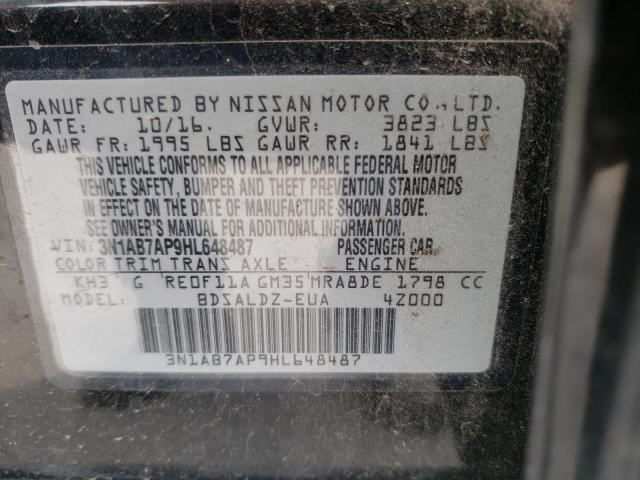 MANUFACTURED BY NISSAN MOTOR CO.,LTD.
DATE: 10/16. GVWR: 3823 LBS
GAWR FR: 1995 LBS GAWR RR: 1841 LBS
THIS VEHICLE CONFORMS TO ALL APPLICABLE FEDERAL MOTOR
VEHICLE SAFETY, BUMPER AND THEFT PREVENTION STANDARDS
IN EFFECT ON THE DATE OF MANUFACTURE SHOWN ABOVE.
SEE OWNER'S MANUAL FOR ADDITIONAL INFORMATION.
VIN: 3N1AB7AP9HL648487 PASSENGER CAR
COLOR TRIM TRANS AXLE ENGINE
KH3 G RE0F11A GM35 MRA8DE 1798 CC
MODEL: BDSALDZ-EUA 4Z000
3N1AB7AP9HL648487